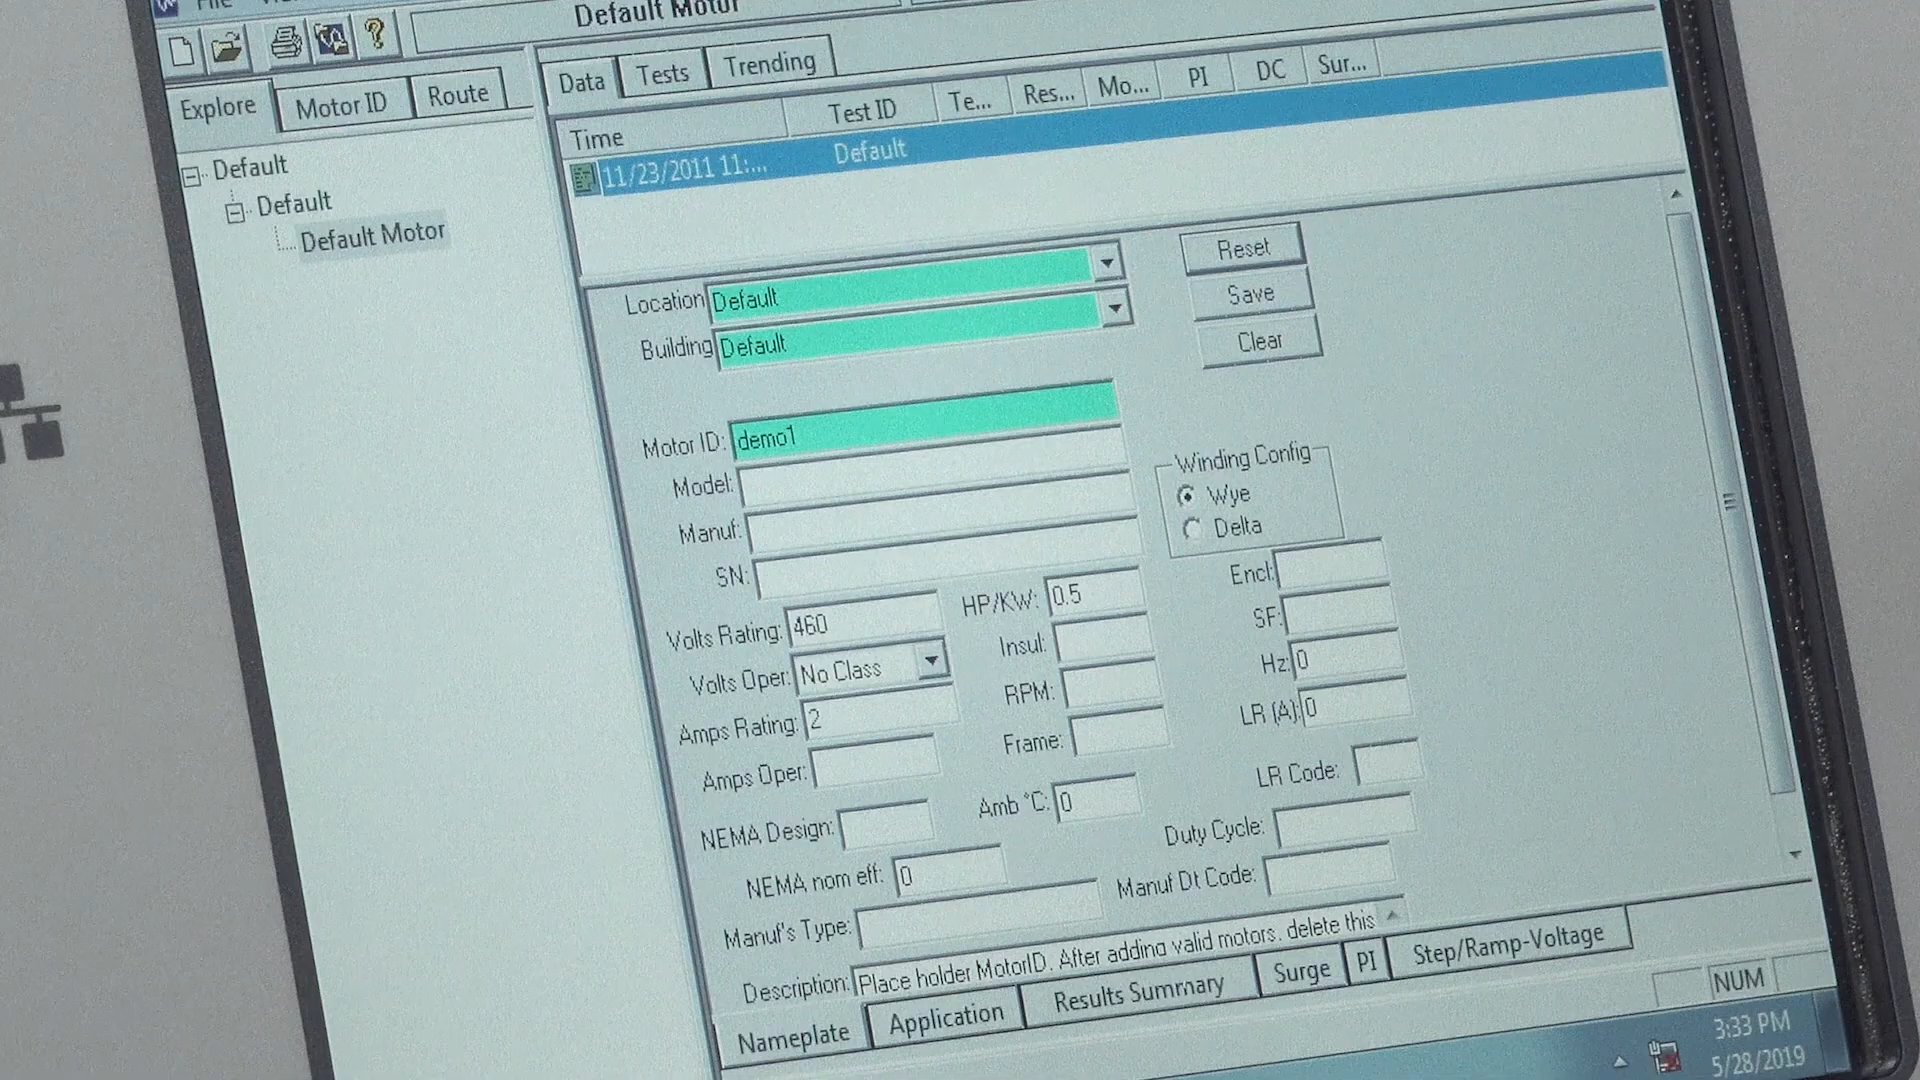 File
Default Motor
Explore
Motor ID
Route
Data
Tests
Trending
Time
Test ID
Te...
Res...
Mo...
PI
DC
Sur...
11/23/2011 11:...
Default
Default
Default
Default Motor
Location
Default
Building
Default
Reset
Save
Clear
Motor ID:
demo1
Model:
Manuf:
SN:
Winding Config
Wye
Delta
Volts Rating:
460
HP/KW:
0.5
Encl:
Volts Oper:
No Class
Insul:
SF:
Amps Rating:
2
RPM:
Hz:
0
Amps Oper:
Frame:
LR (A):
0
NEMA Design:
Amb °C:
0
LR Code:
NEMA nom eff:
0
Duty Cycle:
Manuf's Type:
Manuf Dt Code:
Description:
Place holder MotorID. After adding valid motors, delete this
Nameplate
Application
Results Summary
Surge
PI
Step/Ramp-Voltage
NUM
3:33 PM
5/28/2019